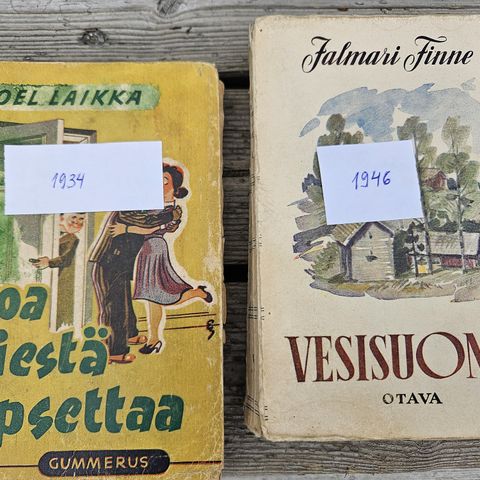 OEL LAIKKA
1934
oa
iestä
psettaa
GUMMERUS
Jalmari Finne
1946
VESISUON
OTAVA